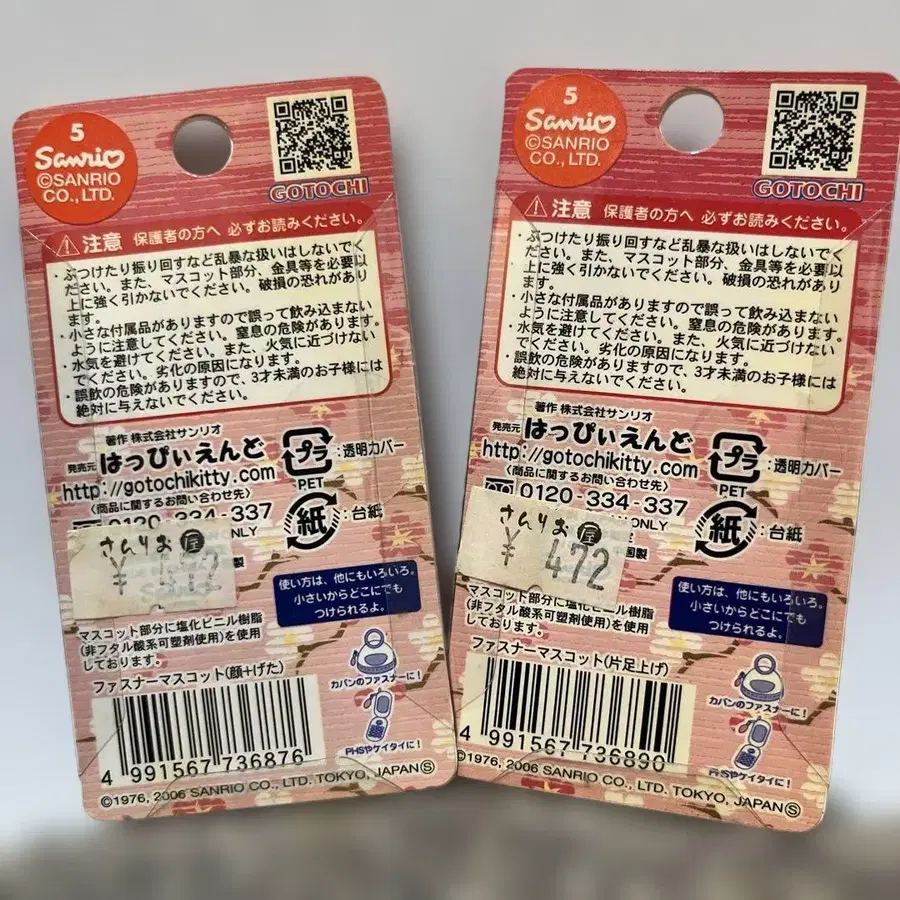 5
Sanrio
©SANRIO
CO., LTD.
GOTOCHI
注意 保護者の方へ 必ずお読みください。
・ぶつけたり振り回すなど乱暴な扱いはしないでく
ださい。また、マスコット部分、金具等を必要以
上に強く引かないでください。破損の恐れがあり
ます。
・小さな付属品がありますので誤って飲み込まない
ように注意してください。窒息の危険があります。
・水気を避けてください。また、火気に近づけない
でください。劣化の原因になります。
・誤飲の危険がありますので、3才未満のお子様には
絶対に与えないでください。
著作 株式会社サンリオ
発売元 はっぴぃえんど
http://gotochikitty.com
〈商品に関するお問い合わせ先〉
0120-334-337
ONLY
プラ
:透明カバー
PET
紙
:台紙
さんりお屋
¥
使い方は、他にもいろいろ。
小さいからどこにでも
つけられるよ。
マスコット部分に塩化ビニル樹脂
(非フタル酸系可塑剤使用)を使用
しております。
ファスナーマスコット(顔+げた)
カバンのファスナーに!
PHSやケイタイに!
4 991567 736876
©1976, 2006 SANRIO CO., LTD. TOKYO, JAPAN Ⓢ
5
Sanrio
©SANRIO
CO., LTD.
GOTOCHI
注意 保護者の方へ 必ずお読みください。
・ぶつけたり振り回すなど乱暴な扱いはしないでく
ださい。また、マスコット部分、金具等を必要以
上に強く引かないでください。破損の恐れがあり
ます。
・小さな付属品がありますので誤って飲み込まない
ように注意してください。窒息の危険があります。
・水気を避けてください。また、火気に近づけない
でください。劣化の原因になります。
・誤飲の危険がありますので、3才未満のお子様には
絶対に与えないでください。
著作 株式会社サンリオ
発売元 はっぴぃえんど
http://gotochikitty.com
〈商品に関するお問い合わせ先〉
0120-334-337
ONLY
プラ
:透明カバー
PET
紙
:台紙
さんりお屋
¥ 472
国製
使い方は、他にもいろいろ。
小さいからどこにでも
つけられるよ。
マスコット部分に塩化ビニル樹脂
(非フタル酸系可塑剤使用)を使用
しております。
ファスナーマスコット(片足上げ)
カバンのファスナーに!
PHSやケイタイに!
4 991567 736890
©1976, 2006 SANRIO CO., LTD. TOKYO, JAPAN Ⓢ